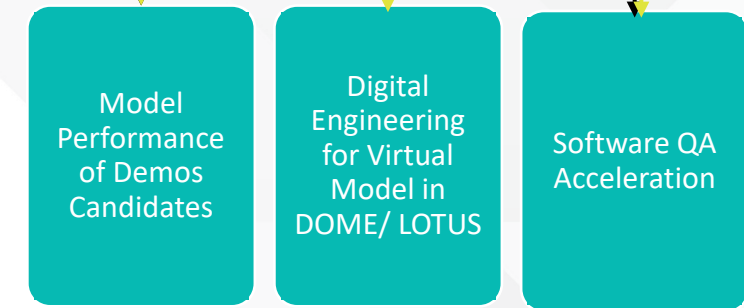 Model
Performance
of Demos
Candidates
Digital
Engineering
for Virtual
Model in
DOME/ LOTUS
Software QA
Acceleration